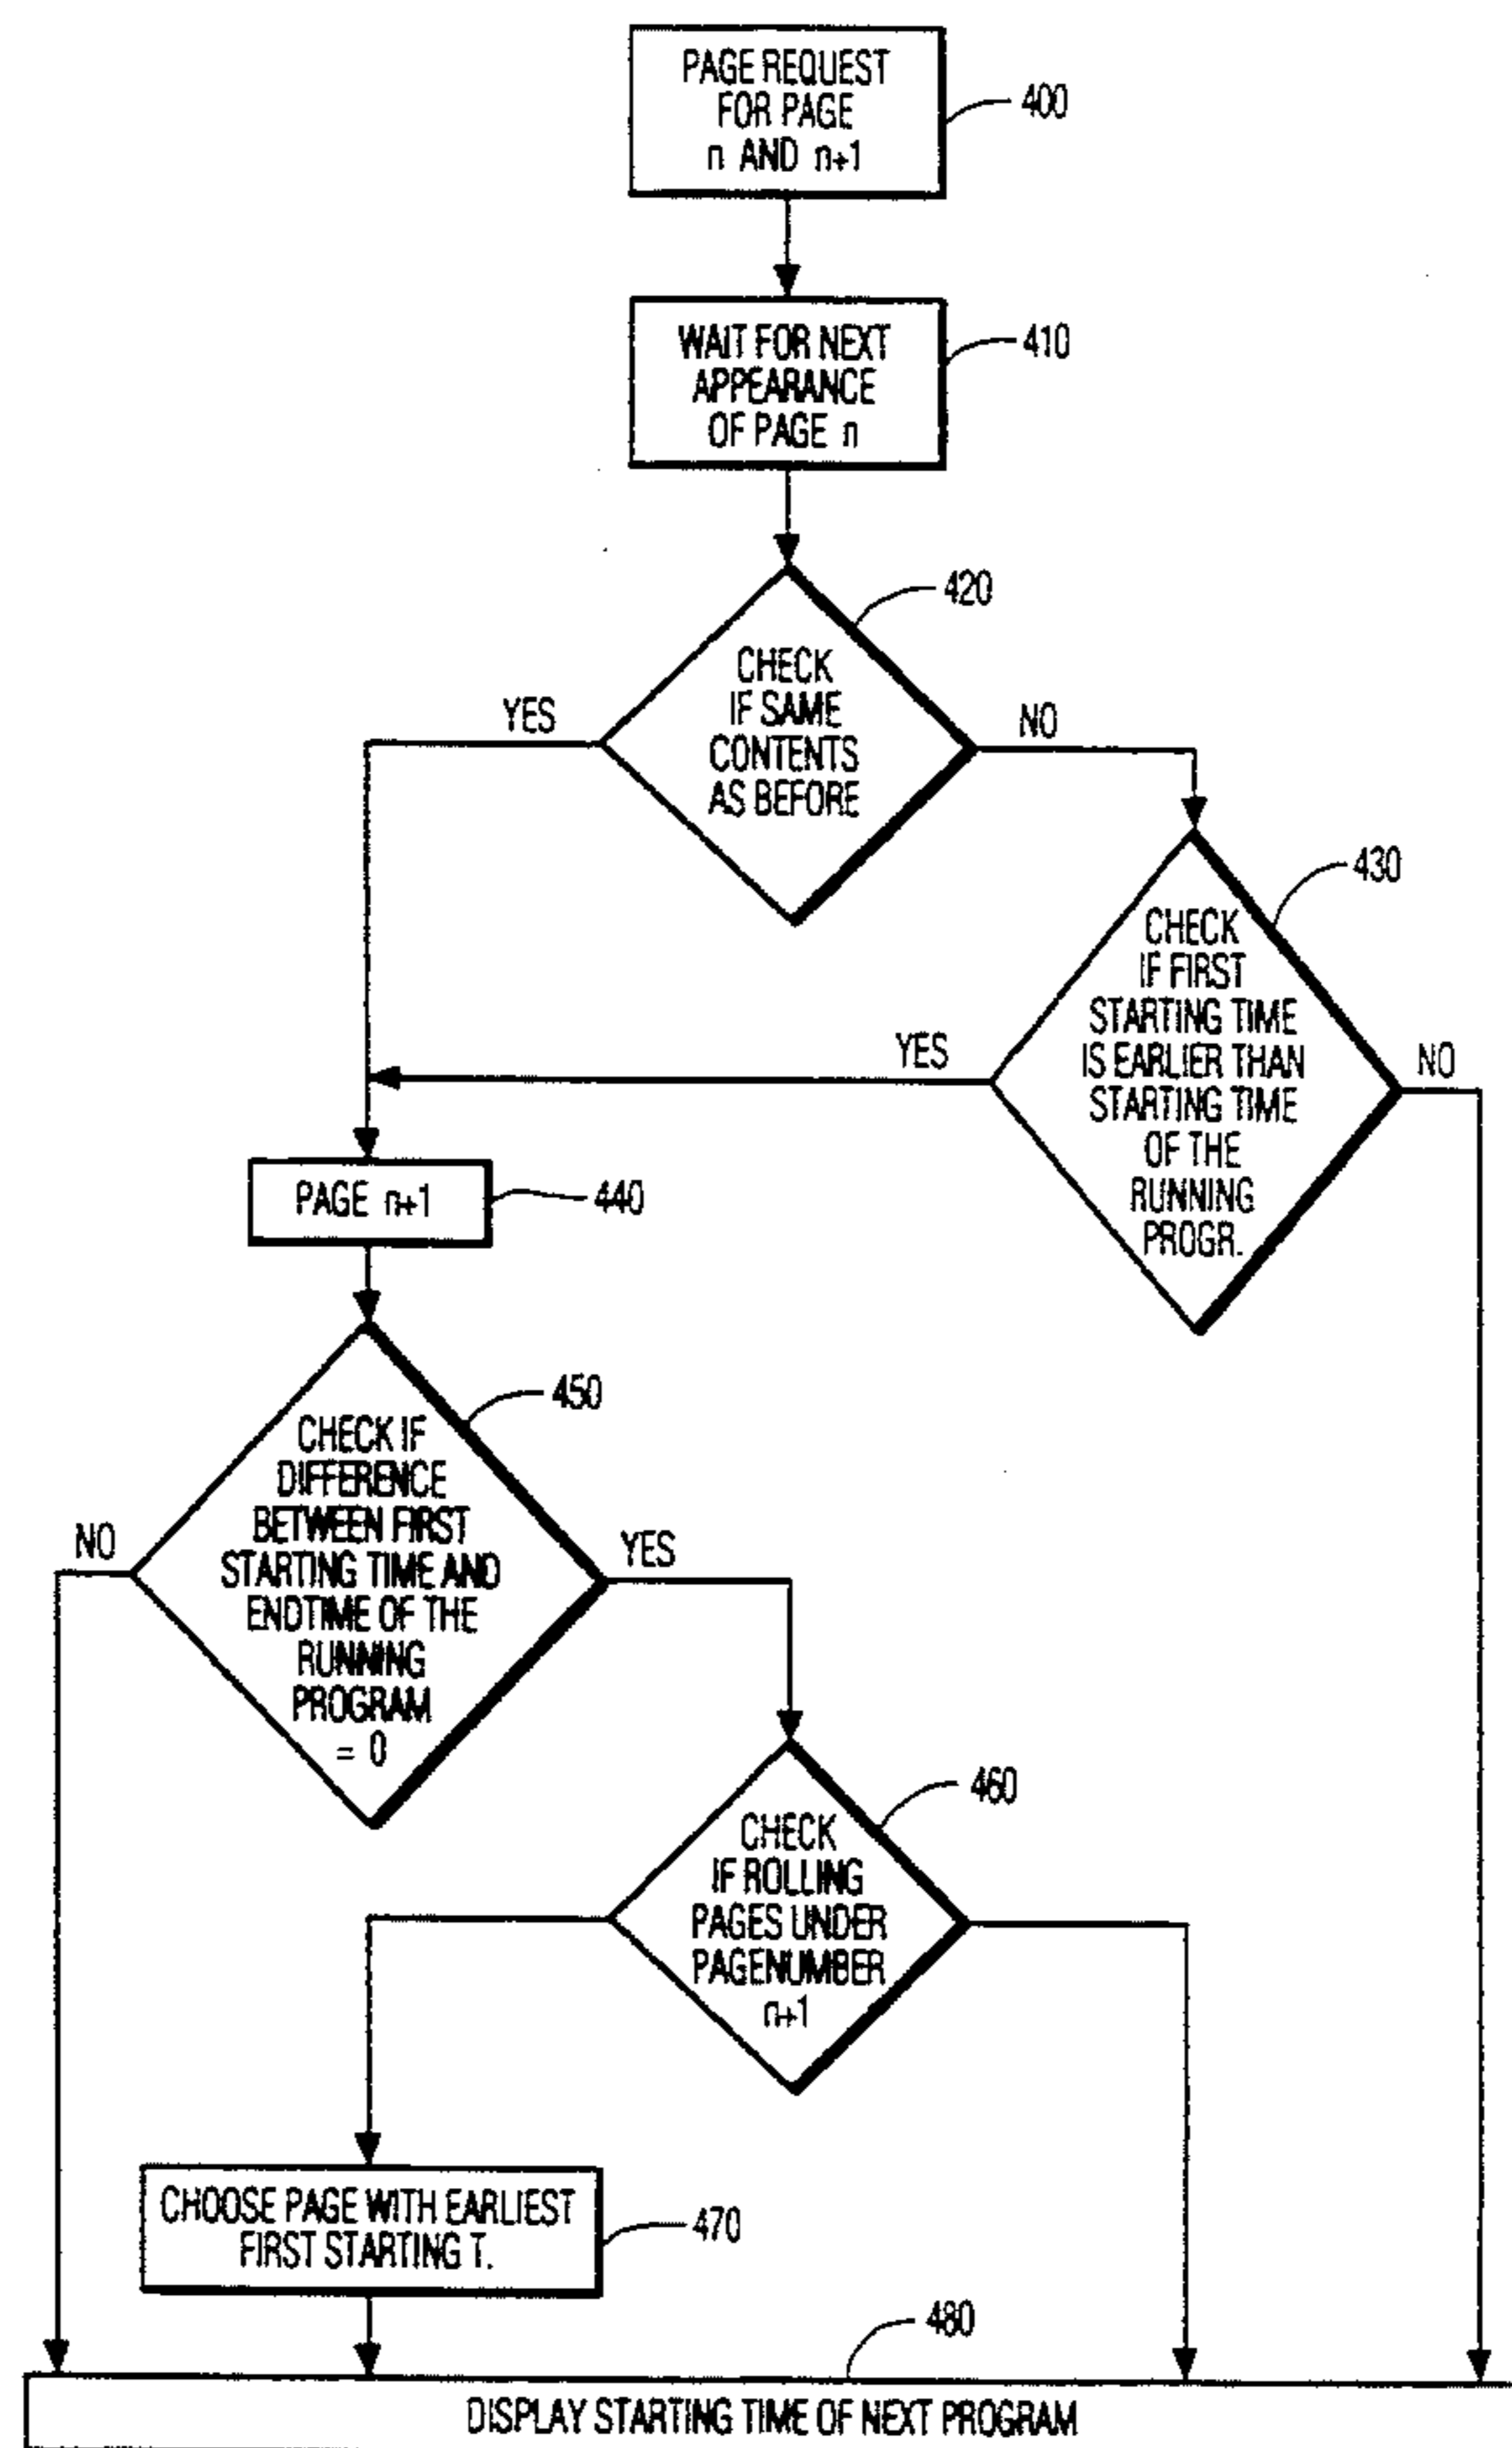 PAGE REQUEST
FOR PAGE
n AND n+1
400
WAIT FOR NEXT
APPEARANCE
OF PAGE n
410
420
CHECK
IF SAME
CONTENTS
AS BEFORE
YES
NO
430
CHECK
IF FIRST
STARTING TIME
IS EARLIER THAN
STARTING TIME
OF THE
RUNNING
PROGR.
YES
NO
PAGE n+1
440
450
CHECK IF
DIFFERENCE
BETWEEN FIRST
STARTING TIME AND
ENDTIME OF THE
RUNNING
PROGRAM
= 0
NO
YES
460
CHECK
IF ROLLING
PAGES UNDER
PAGENUMBER
n+1
CHOOSE PAGE WITH EARLIEST
FIRST STARTING T.
470
480
DISPLAY STARTING TIME OF NEXT PROGRAM